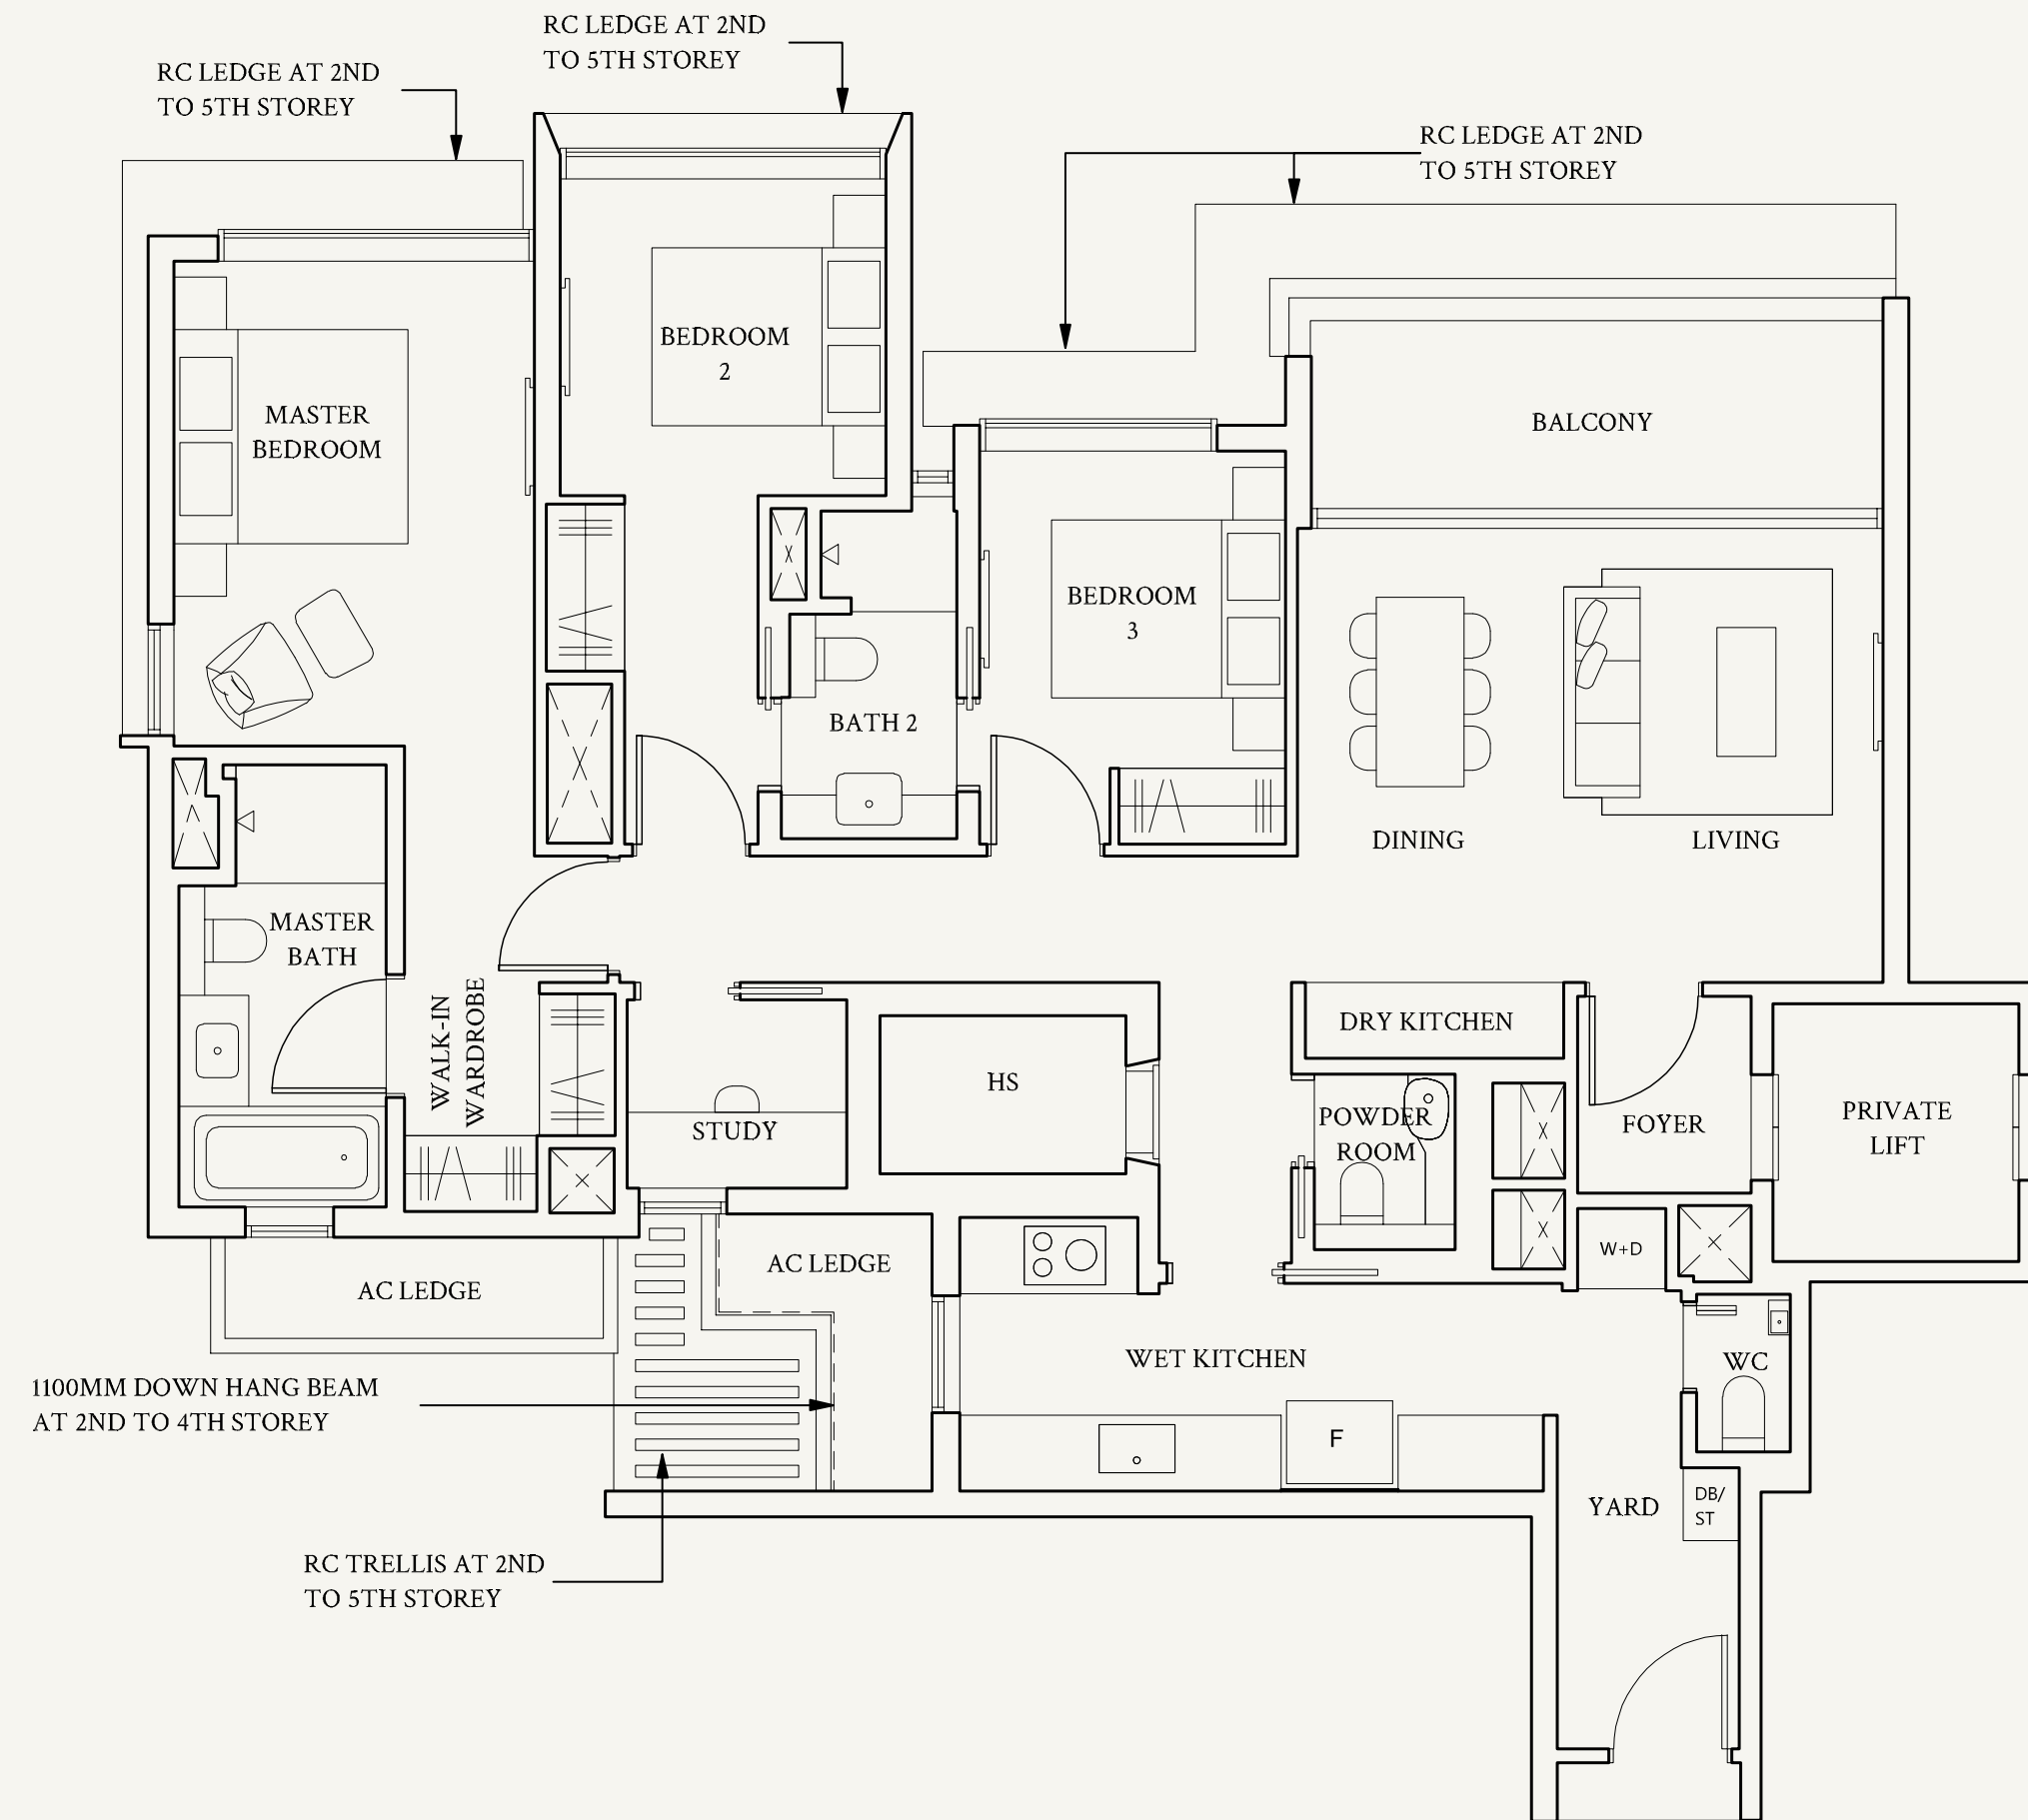 RC LEDGE AT 2ND
TO 5TH STOREY
RC LEDGE AT 2ND
TO 5TH STOREY
RC LEDGE AT 2ND
TO 5TH STOREY
BEDROOM
2
MASTER
BEDROOM
BALCONY
BEDROOM
3
BATH 2
DINING
LIVING
MASTER
BATH
WALK-IN
WARDROBE
STUDY
HS
DRY KITCHEN
POWDER
ROOM
FOYER
PRIVATE
LIFT
AC LEDGE
AC LEDGE
W+D
WET KITCHEN
WC
1100MM DOWN HANG BEAM
AT 2ND TO 4TH STOREY
F
YARD
DB/
ST
RC TRELLIS AT 2ND
TO 5TH STOREY